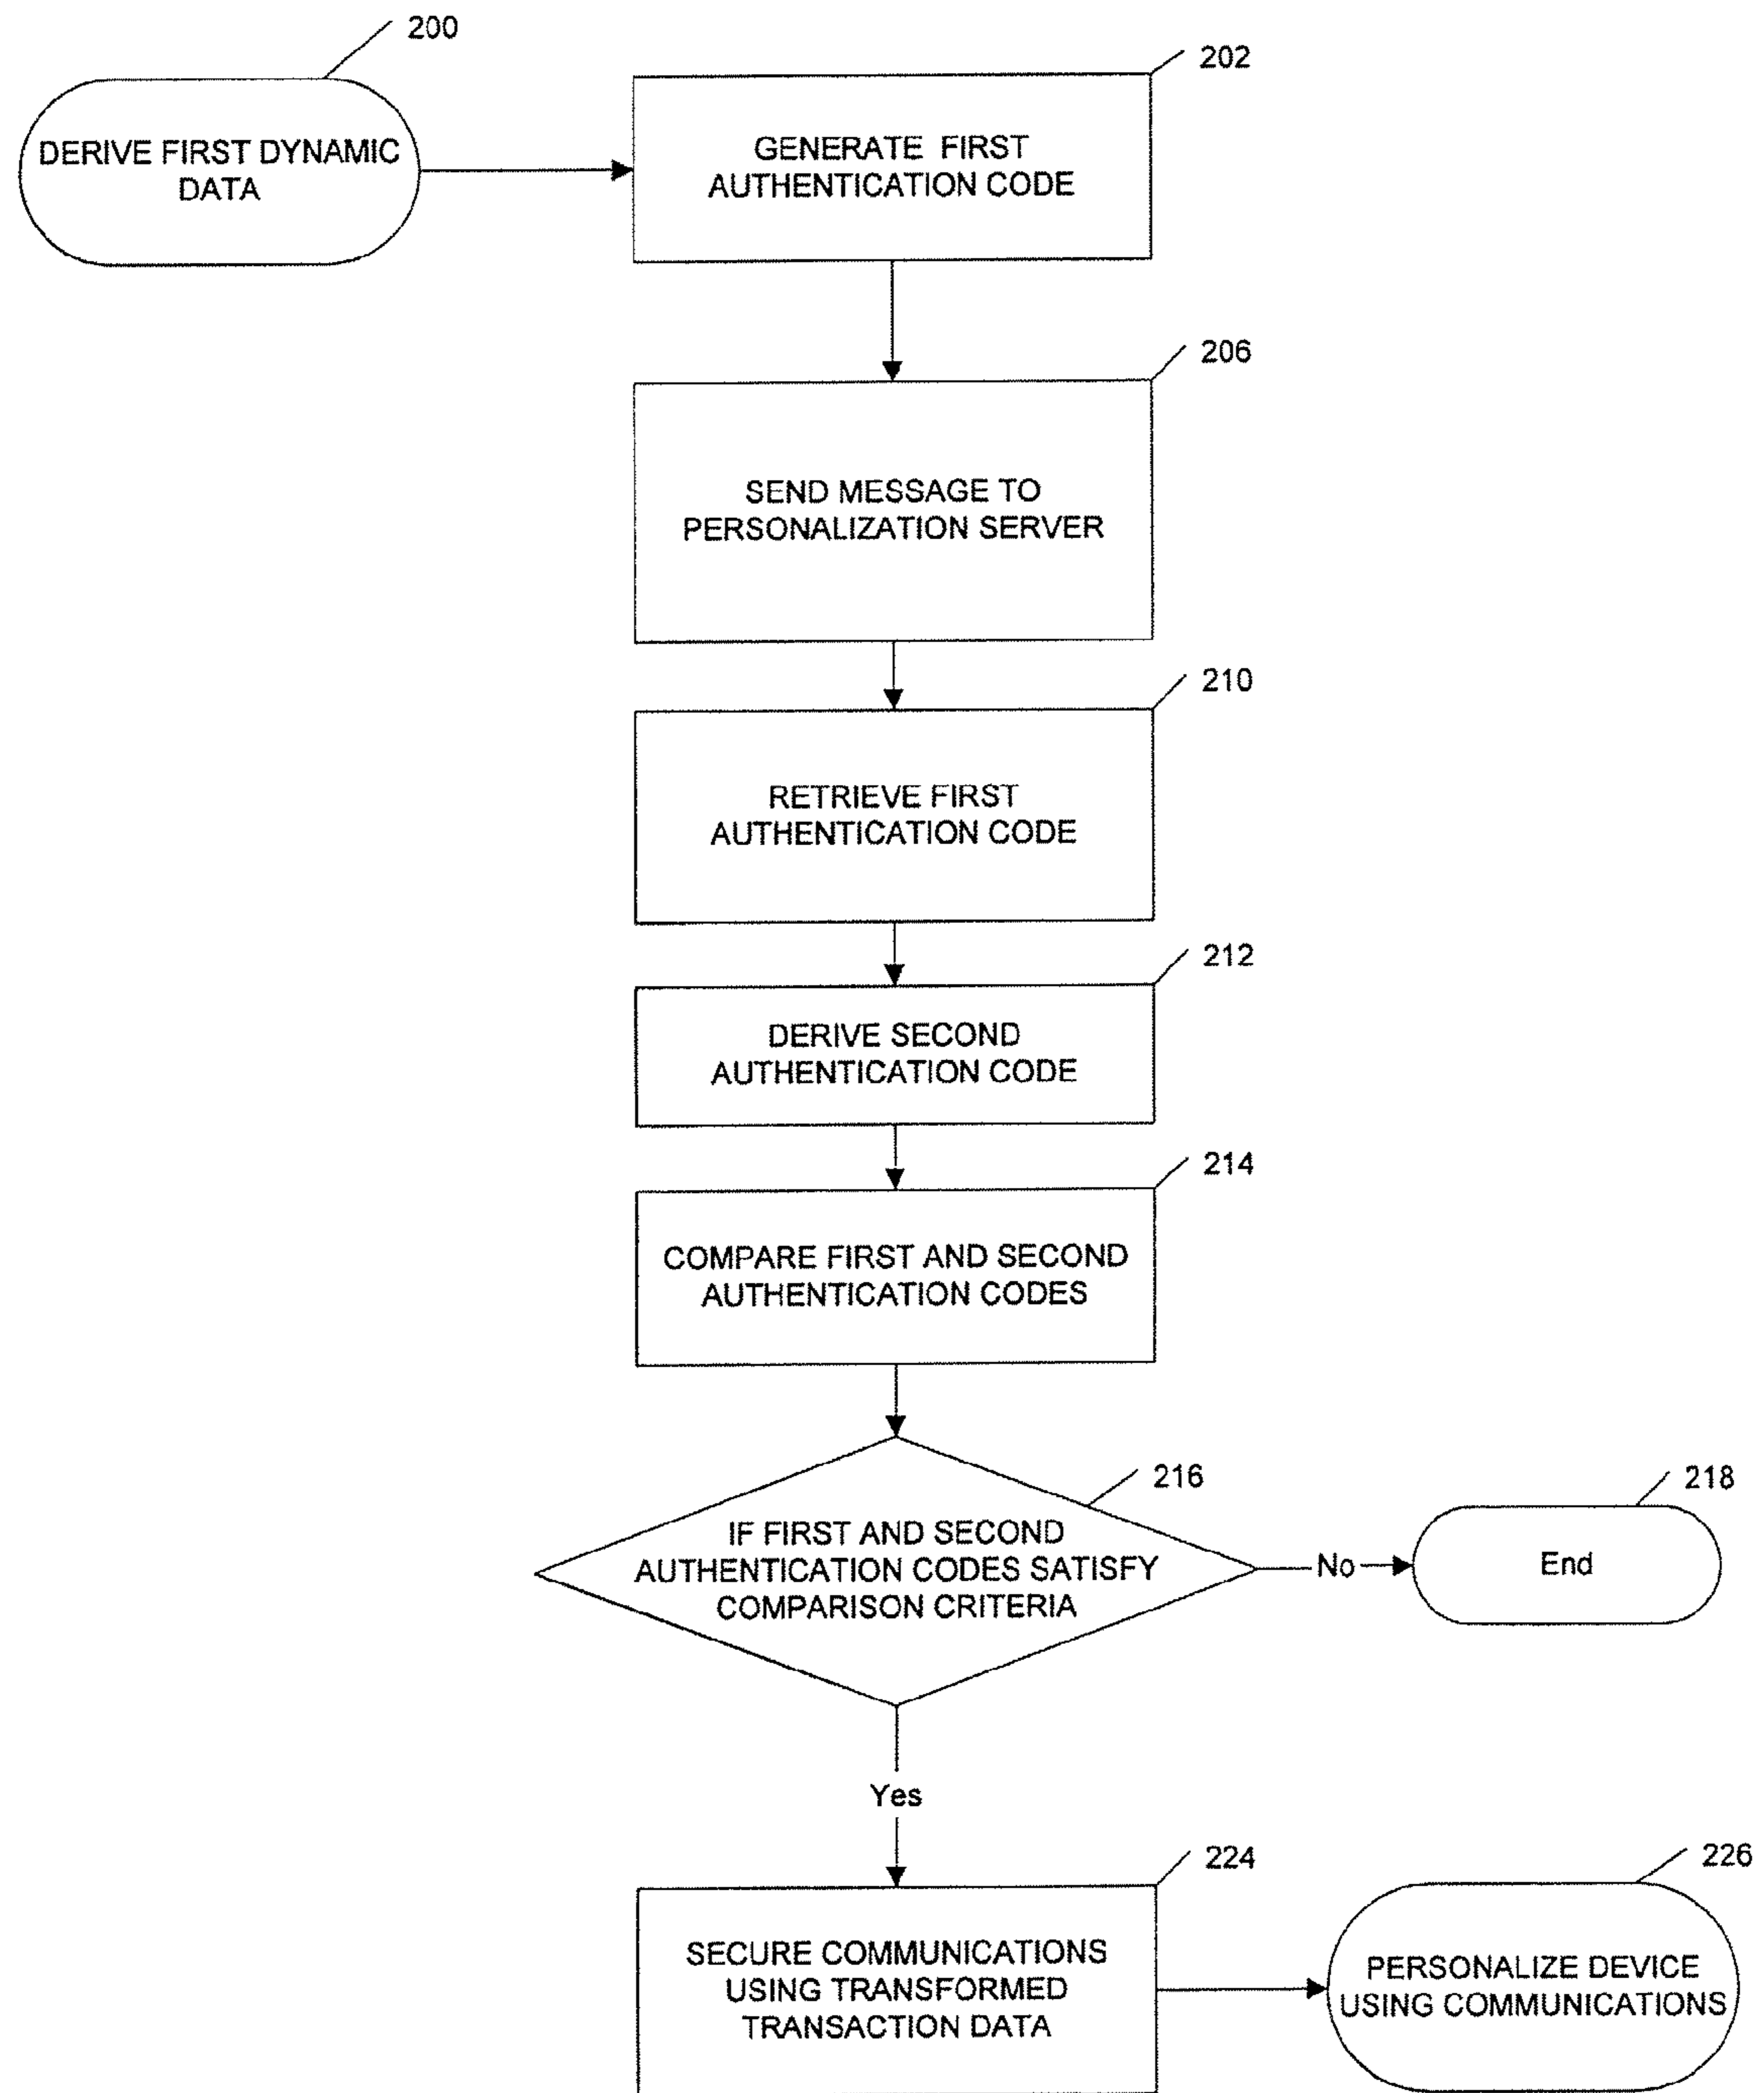 200
DERIVE FIRST DYNAMIC
DATA
202
GENERATE FIRST
AUTHENTICATION CODE
206
SEND MESSAGE TO
PERSONALIZATION SERVER
210
RETRIEVE FIRST
AUTHENTICATION CODE
212
DERIVE SECOND
AUTHENTICATION CODE
214
COMPARE FIRST AND SECOND
AUTHENTICATION CODES
216
IF FIRST AND SECOND
AUTHENTICATION CODES SATISFY
COMPARISON CRITERIA
No
218
End
Yes
224
SECURE COMMUNICATIONS
USING TRANSFORMED
TRANSACTION DATA
226
PERSONALIZE DEVICE
USING COMMUNICATIONS